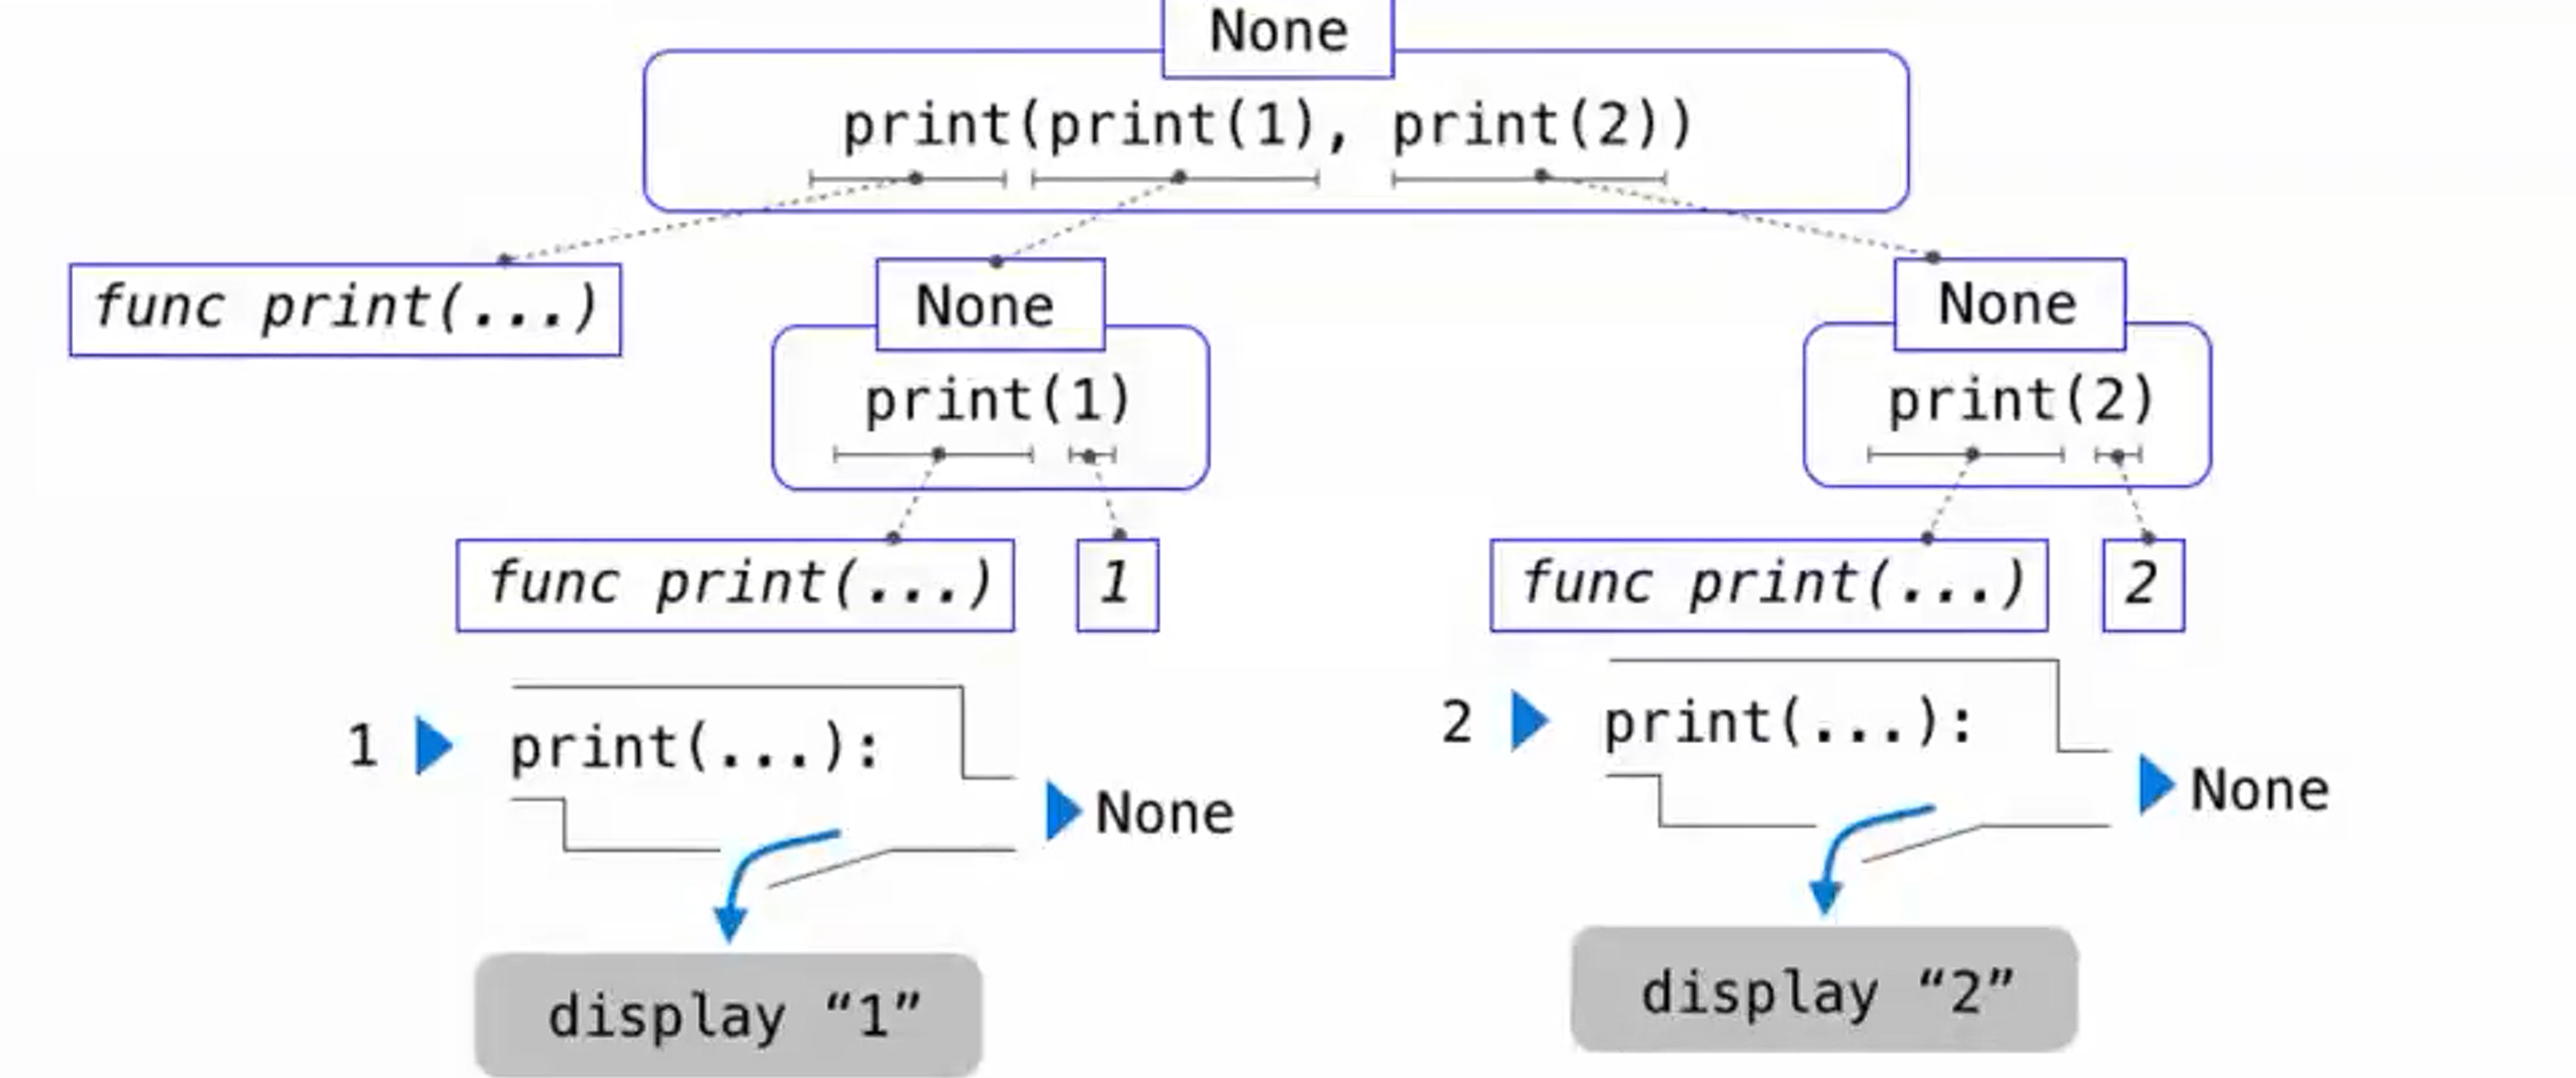 None
print(print(1), print(2))
func print(...)
None
None
print(1)
print(2)
func print(...)
1
func print(...)
2
1
print(...):
None
2
print(...):
None
display “1”
display “2”